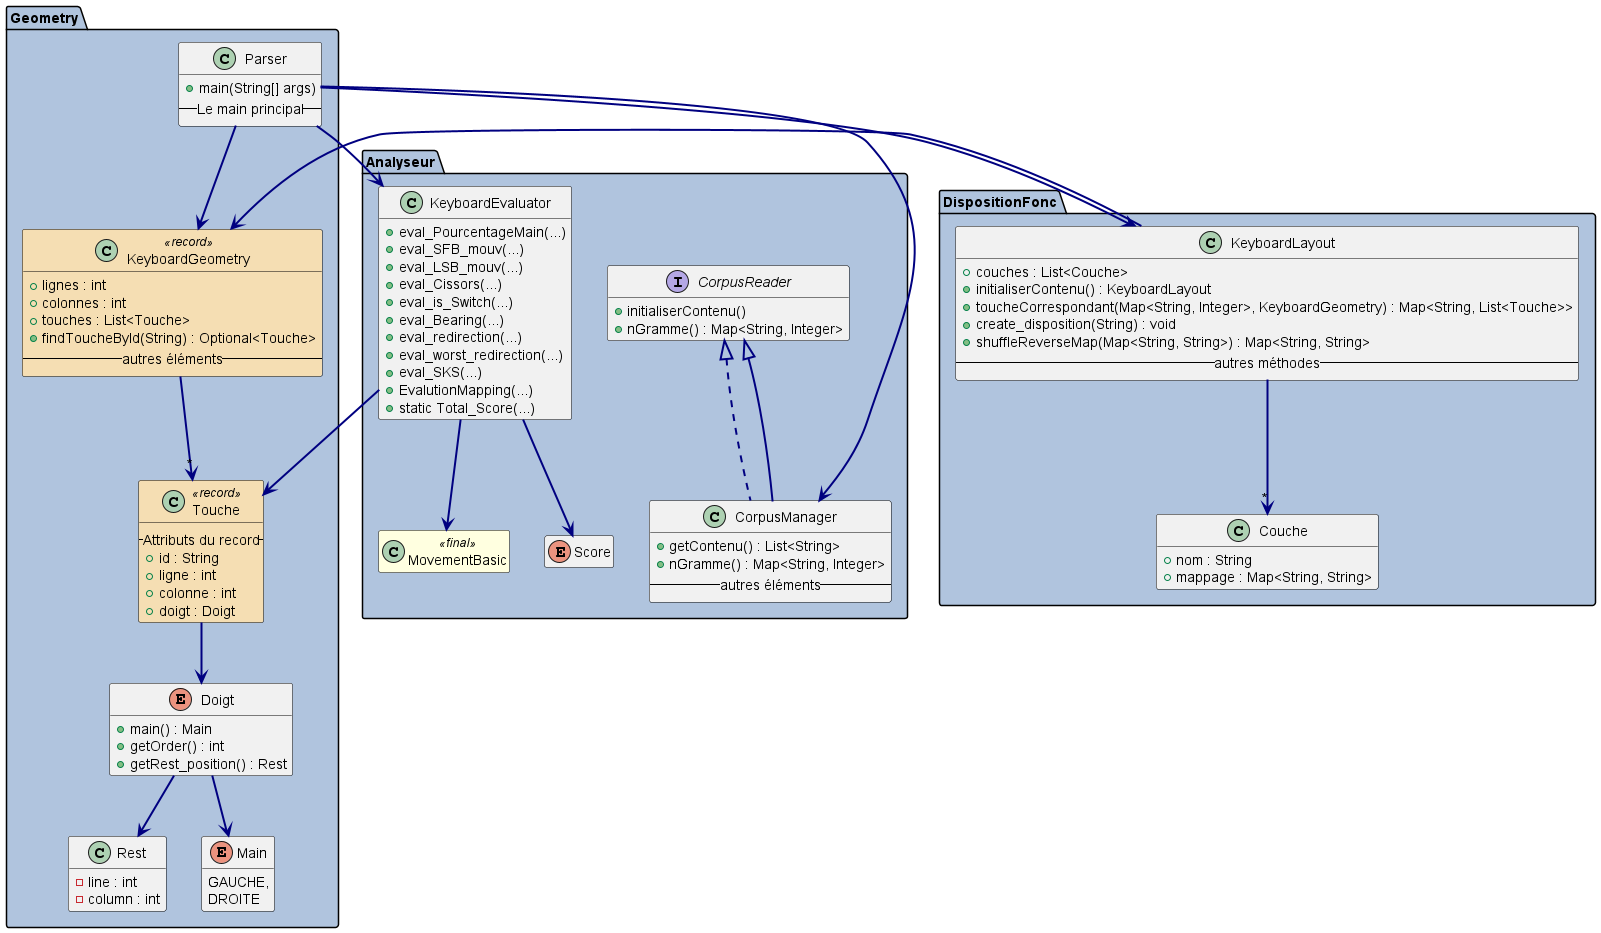 Geometry
C Parser
main(String[] args)
Le main principal
C «record»
KeyboardGeometry
lignes : int
colonnes : int
touches : List<Touche>
findToucheById(String) : Optional<Touche>
autres éléments
*
C «record»
Touche
Attributs du record
id : String
ligne : int
colonne : int
doigt : Doigt
E Doigt
main() : Main
getOrder() : int
getRest_position() : Rest
C Rest
line : int
column : int
E Main
GAUCHE,
DROITE
Analyseur
C KeyboardEvaluator
eval_PourcentageMain(...)
eval_SFB_mouv(...)
eval_LSB_mouv(...)
eval_Cissors(...)
eval_is_Switch(...)
eval_Bearing(...)
eval_redirection(...)
eval_worst_redirection(...)
eval_SKS(...)
EvalutionMapping(...)
static Total_Score(...)
I CorpusReader
initialiserContenu()
nGramme() : Map<String, Integer>
C «final»
MovementBasic
E Score
C CorpusManager
getContenu() : List<String>
nGramme() : Map<String, Integer>
autres éléments
DispositionFonc
C KeyboardLayout
couches : List<Couche>
initialiserContenu() : KeyboardLayout
toucheCorrespondant(Map<String, Integer>, KeyboardGeometry) : Map<String, List<Touche>>
create_disposition(String) : void
shuffleReverseMap(Map<String, String>) : Map<String, String>
autres méthodes
*
C Couche
nom : String
mappage : Map<String, String>